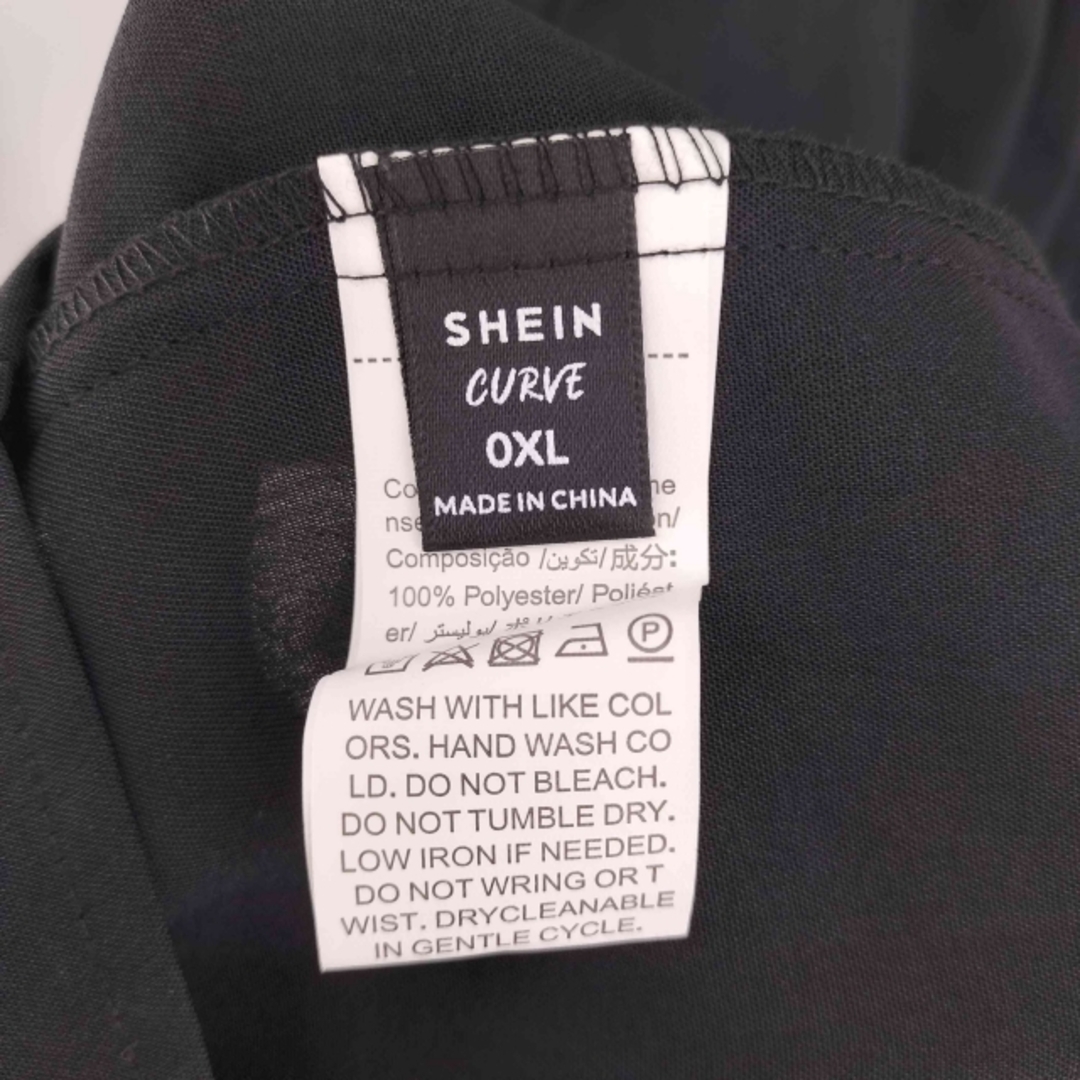 SHEIN
CURVE
0XL
MADE IN CHINA
Composição /تكوين/成分:
100% Polyester/ Poliést
er/ بوليستر/
P
WASH WITH LIKE COL
ORS. HAND WASH CO
LD. DO NOT BLEACH.
DO NOT TUMBLE DRY.
LOW IRON IF NEEDED.
DO NOT WRING OR T
WIST. DRYCLEANABLE
IN GENTLE CYCLE.